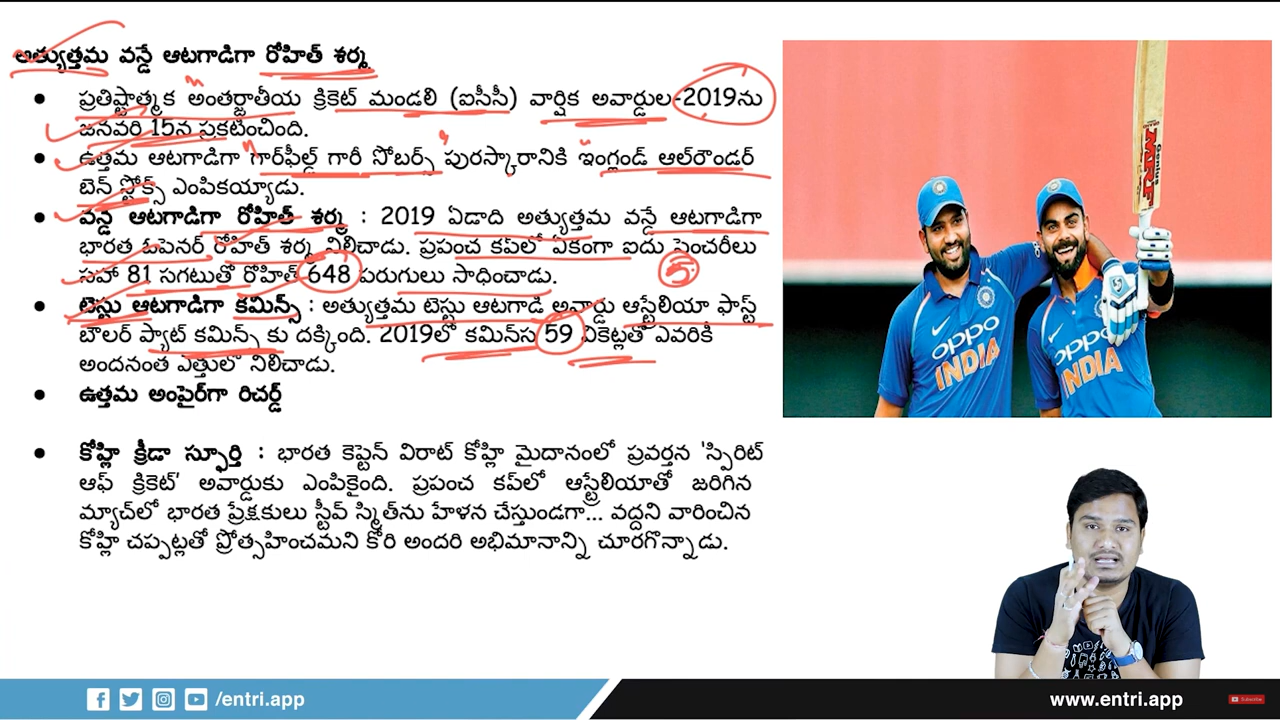 అత్యుత్తమ వన్డే ఆటగాడిగా రోహిత్ శర్మ
• ప్రతిష్టాత్మక అంతర్జాతీయ క్రికెట్ మండలి (ఐసీసీ) వార్షిక అవార్డుల-2019ను
జనవరి 15న ప్రకటించింది.
• ఉత్తమ ఆటగాడిగా గార్‌ఫీల్డ్ గారీ సోబర్స్ పురస్కారానికి ఇంగ్లండ్ ఆల్‌రౌండర్
బెన్ స్టోక్స్ ఎంపికయ్యాడు.
• వన్డే ఆటగాడిగా రోహిత్ శర్మ : 2019 ఏడాది అత్యుత్తమ వన్డే ఆటగాడిగా
భారత ఓపెనర్ రోహిత్ శర్మ నిలిచాడు. ప్రపంచ కప్‌లో ఏకంగా ఐదు సెంచరీలు
సహా 81 సగటుతో రోహిత్ 648 పరుగులు సాధించాడు.
5
• టెస్టు ఆటగాడిగా కమిన్స్ : అత్యుత్తమ టెస్టు ఆటగాడి అవార్డు ఆస్ట్రేలియా ఫాస్ట్
బౌలర్ ప్యాట్ కమిన్స్ కు దక్కింది. 2019లో కమిన్‌స 59 వికెట్లతో ఎవరికీ
అందనంత ఎత్తులో నిలిచాడు.
• ఉత్తమ అంపైర్‌గా రిచర్డ్
• కోహ్లి క్రీడా స్ఫూర్తి : భారత కెప్టెన్ విరాట్ కోహ్లి మైదానంలో ప్రవర్తన 'స్పిరిట్
ఆఫ్ క్రికెట్' అవార్డుకు ఎంపికైంది. ప్రపంచ కప్‌లో ఆస్ట్రేలియాతో జరిగిన
మ్యాచ్‌లో భారత ప్రేక్షకులు స్టీవ్ స్మిత్‌ను హేళన చేస్తుండగా... వద్దని వారించిన
కోహ్లి చప్పట్లతో ప్రోత్సహించమని కోరి అందరి అభిమానాన్ని చూరగొన్నాడు.
Genius
MRF
oppo
INDIA
oppo
INDIA
/entri.app
www.entri.app
Subscribe